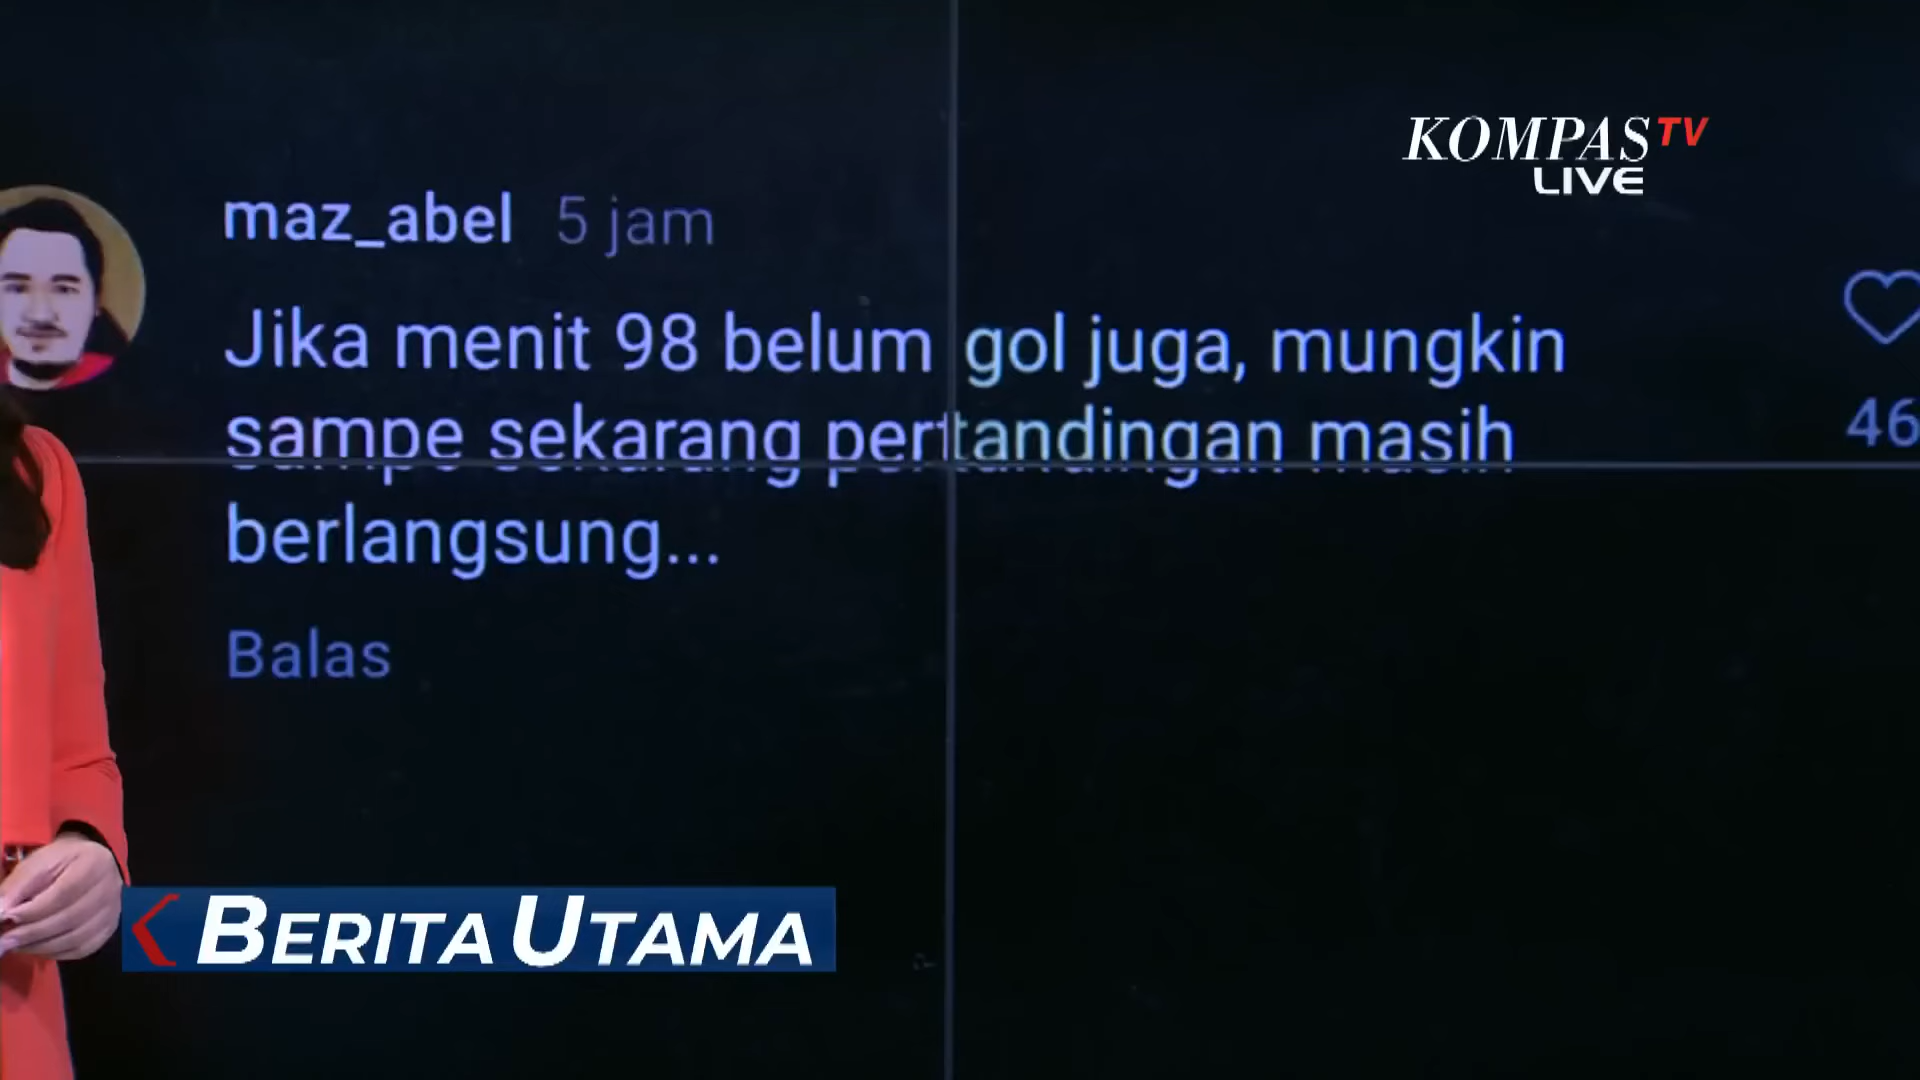 KOMPAS TV
LIVE
maz_abel 5 jam
Jika menit 98 belum gol juga, mungkin
sampe sekarang pertandingan masih
berlangsung...
46
Balas
BERITA UTAMA